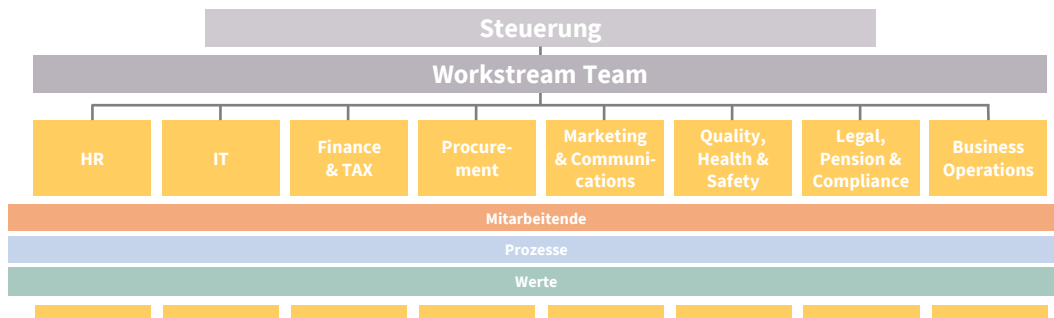 Steuerung
Workstream Team
HR
IT
Finance
& TAX
Procure-
ment
Marketing
& Communi-
cations
Quality,
Health &
Safety
Legal,
Pension &
Compliance
Business
Operations
Mitarbeitende
Prozesse
Werte